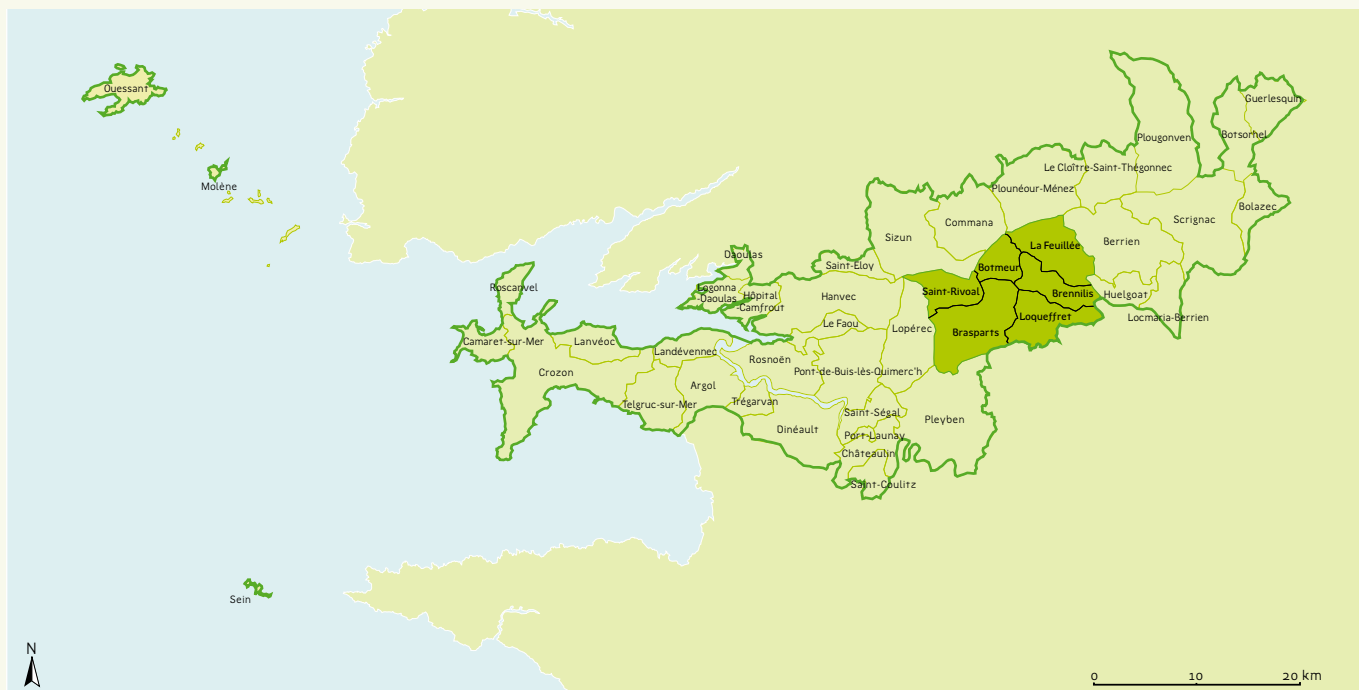 Ouessant
Molène
Sein
Guerlesquin
Botsorhel
Plougonven
Le Cloître-Saint-Thégonnec
Plounéour-Ménez
Bolazec
Scrignac
Commana
Sizun
Berrien
La Feuillée
Daoulas
Saint-Eloy
Botmeur
Roscanvel
Logonna
-Daoulas
Hôpital
-Camfrout
Hanvec
Saint-Rivoal
Brennilis
Huelgoat
Le Faou
Lopérec
Loqueffret
Locmaria-Berrien
Brasparts
Camaret-sur-Mer
Lanvéoc
Landévennec
Rosnoën
Crozon
Argol
Pont-de-Buis-lès-Quimerc'h
Telgruc-sur-Mer
Trégarvan
Saint-Ségal
Pleyben
Dinéault
Port-Launay
Châteaulin
Saint-Coulitz
N
0 10 20 km